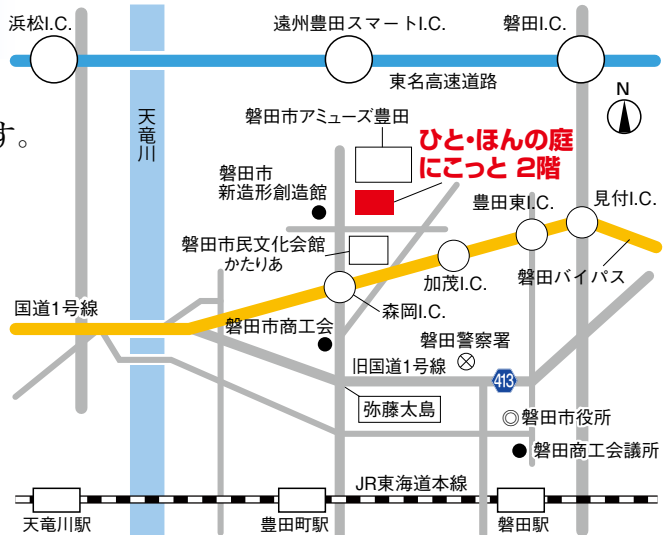 浜松I.C.
遠州豊田スマートI.C.
磐田I.C.
東名高速道路
N
天竜川
す。
磐田市アミューズ豊田
ひと・ほんの庭
にこっと 2階
磐田市
新造形創造館
豊田東I.C.
見付I.C.
磐田市民文化会館
かたりあ
加茂I.C.
磐田バイパス
国道1号線
森岡I.C.
磐田市商工会
磐田警察署
旧国道1号線
413
弥藤太島
磐田市役所
磐田商工会議所
JR東海道本線
天竜川駅
豊田町駅
磐田駅